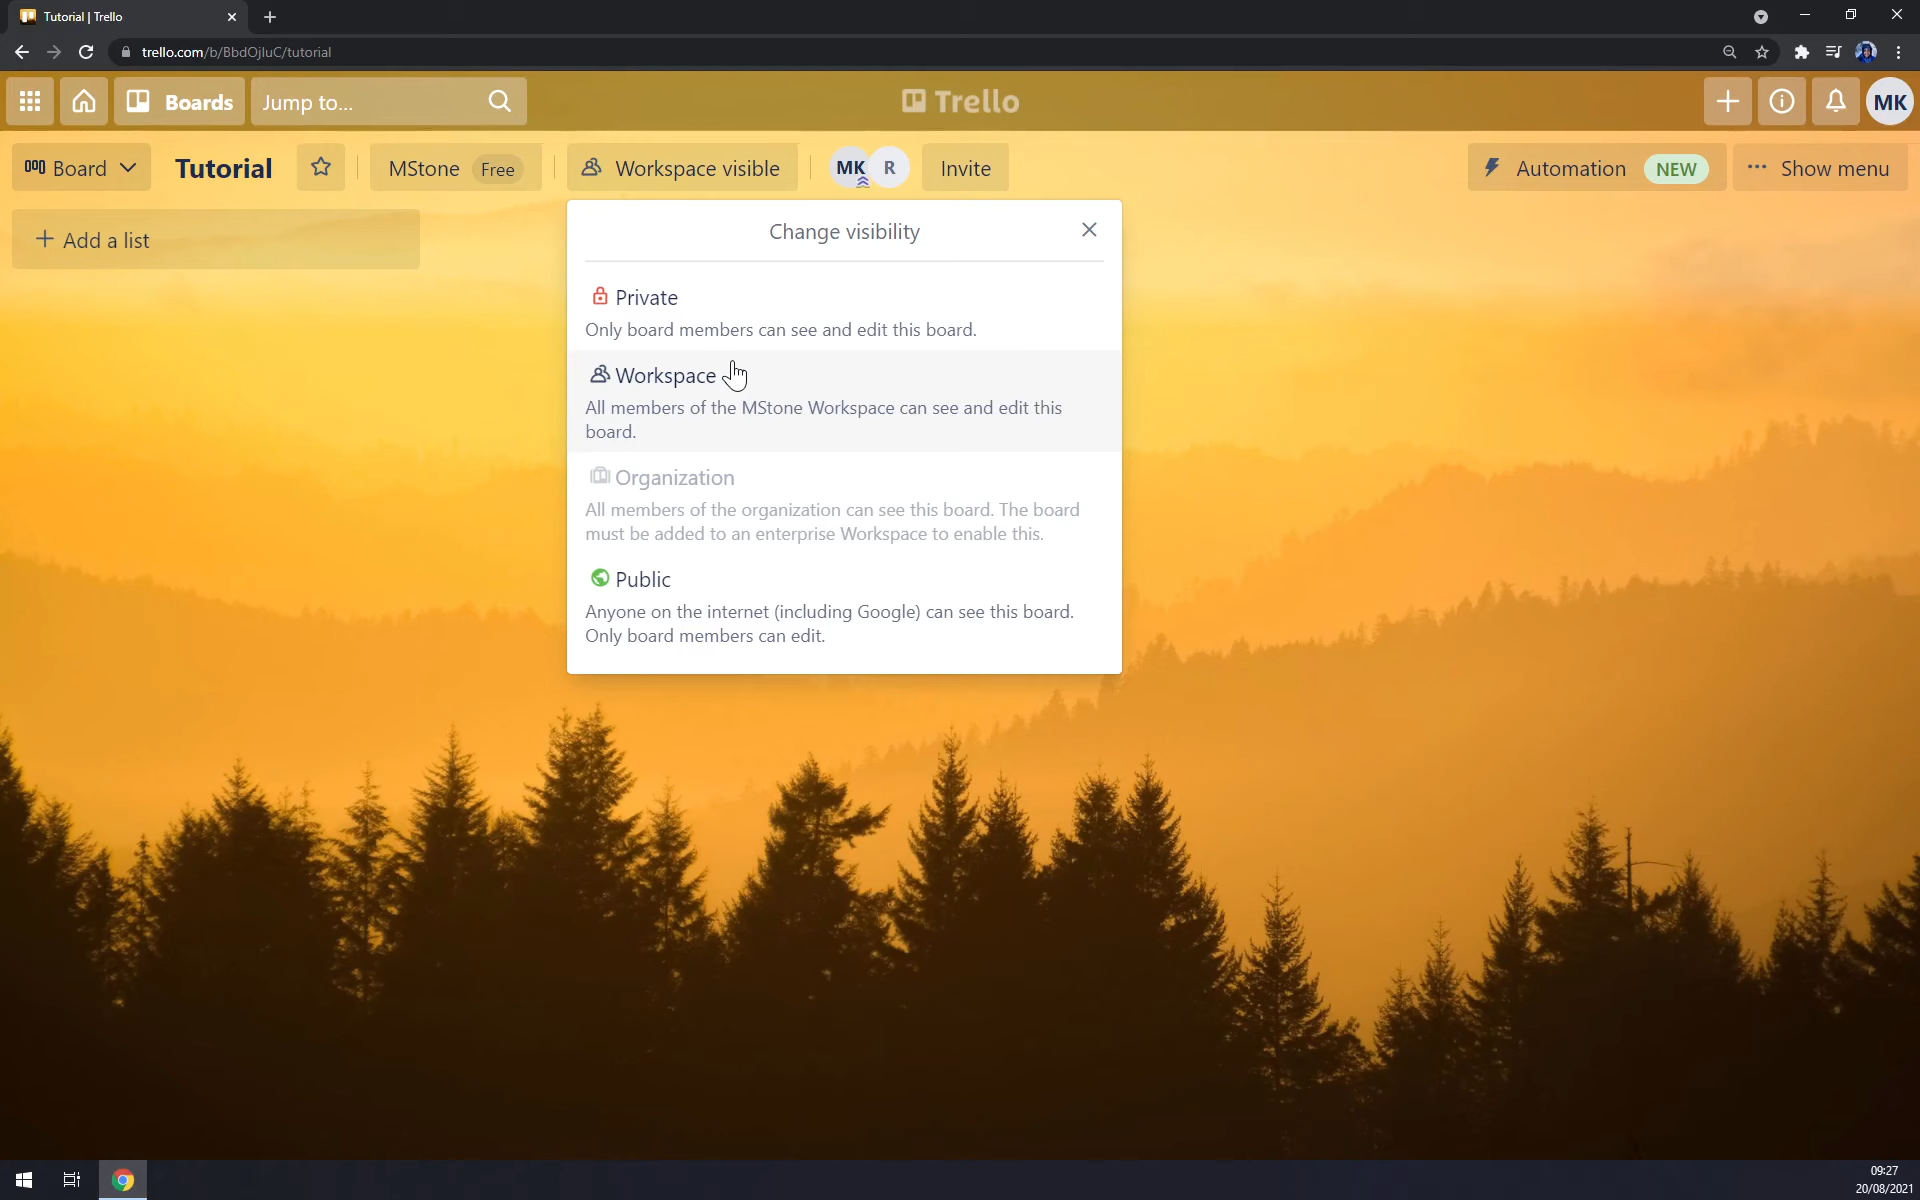 Tutorial | Trello
trello.com/b/BbdOjluC/tutorial
Boards
Jump to...
Trello
MK
Board
Tutorial
MStone Free
Workspace visible
MK
R
Invite
Automation NEW
Show menu
Add a list
Change visibility
Private
Only board members can see and edit this board.
Workspace
All members of the MStone Workspace can see and edit this
board.
Organization
All members of the organization can see this board. The board
must be added to an enterprise Workspace to enable this.
Public
Anyone on the internet (including Google) can see this board.
Only board members can edit.
09:27
20/08/2021